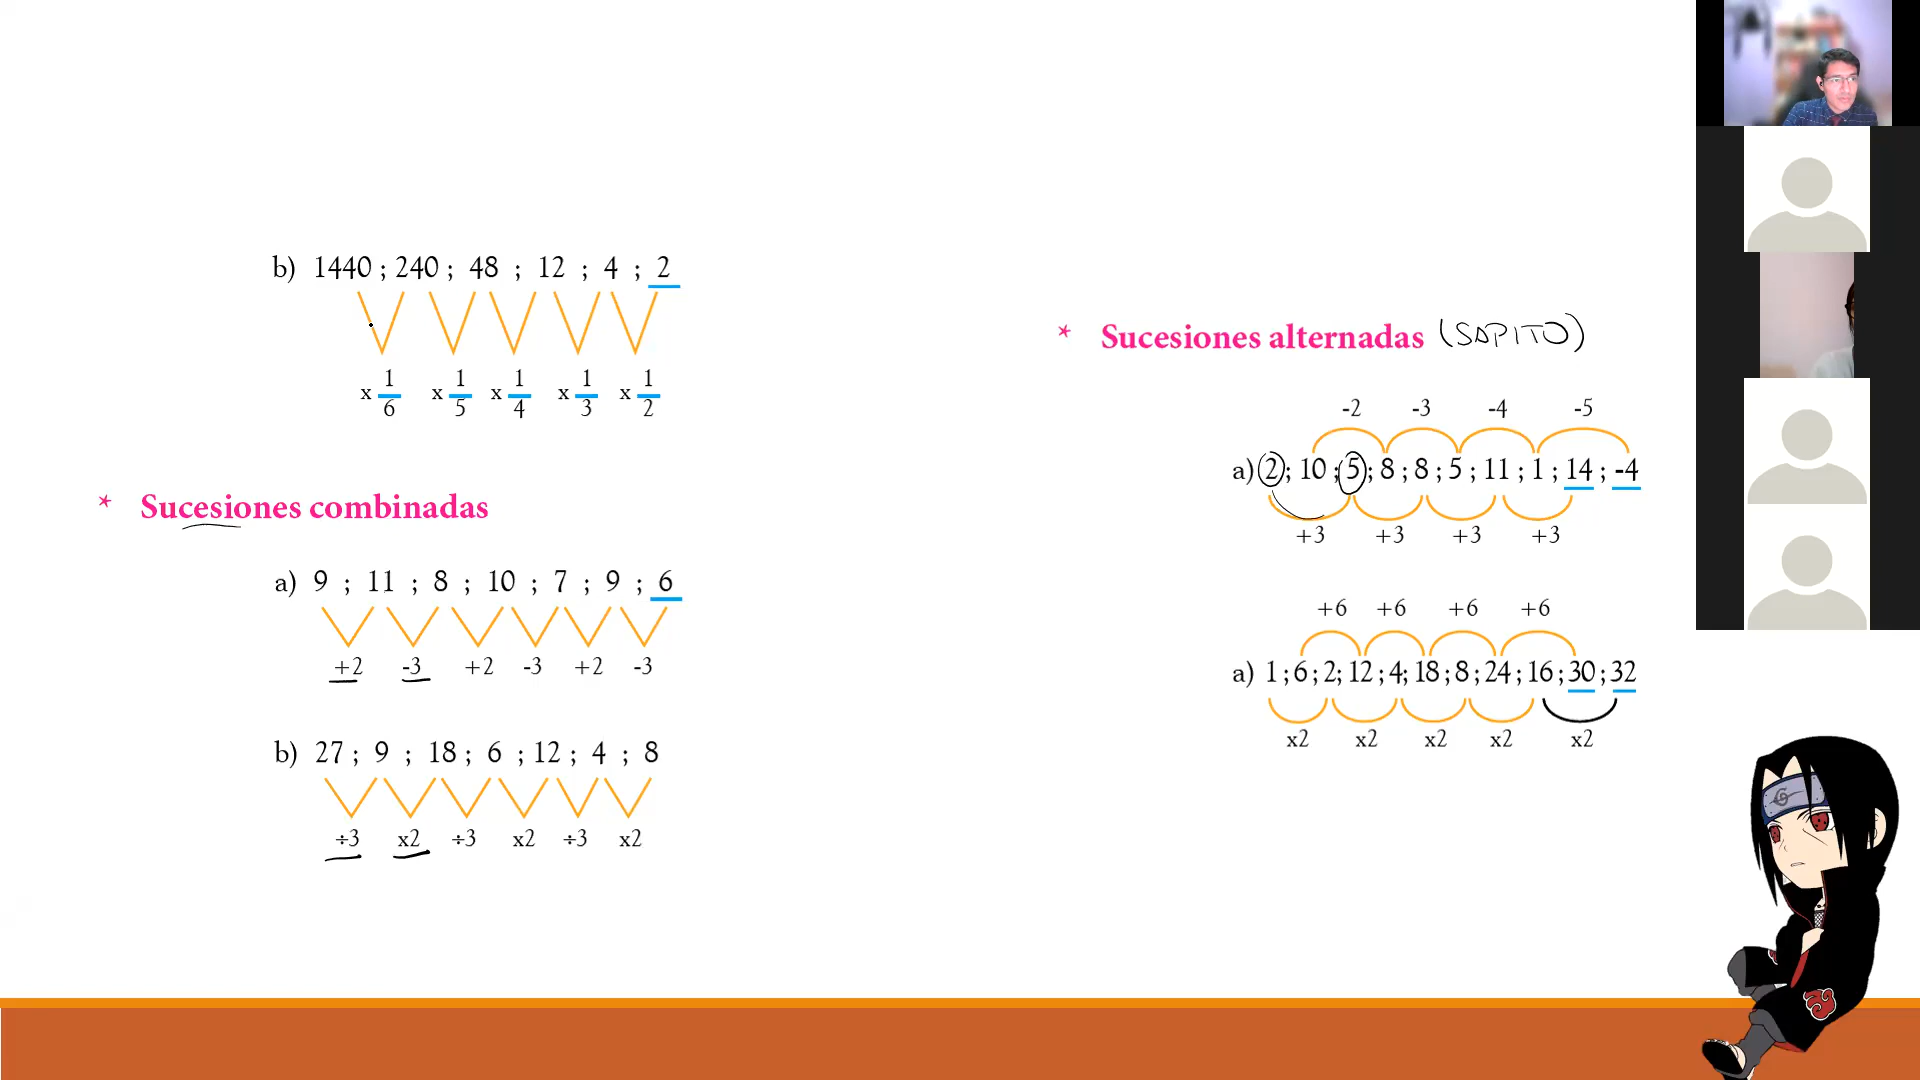 b) 1440 ; 240 ; 48 ; 12 ; 4 ; 2
x 1/6 x 1/5 x 1/4 x 1/3 x 1/2
* Sucesiones combinadas
a) 9 ; 11 ; 8 ; 10 ; 7 ; 9 ; 6
+2 -3 +2 -3 +2 -3
b) 27 ; 9 ; 18 ; 6 ; 12 ; 4 ; 8
÷3 x2 ÷3 x2 ÷3 x2
* Sucesiones alternadas (SAPITO)
-2 -3 -4 -5
a) 2 ; 10 ; 5 ; 8 ; 8 ; 5 ; 11 ; 1 ; 14 ; -4
+3 +3 +3 +3
+6 +6 +6 +6
a) 1 ; 6 ; 2 ; 12 ; 4 ; 18 ; 8 ; 24 ; 16 ; 30 ; 32
x2 x2 x2 x2 x2